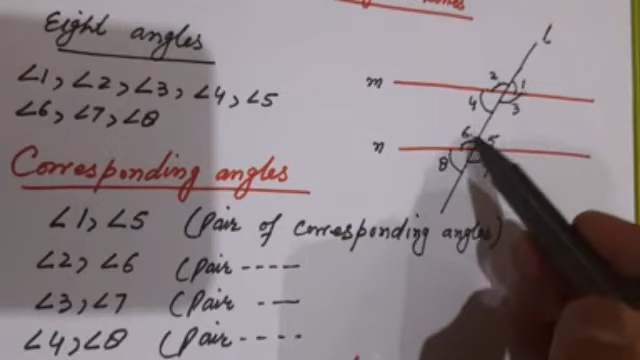 Eight angles
∠1, ∠2, ∠3, ∠4, ∠5
∠6, ∠7, ∠8
Corresponding angles
∠1, ∠5 (Pair of corresponding angles)
∠2, ∠6 (Pair ----
∠3, ∠7 (Pair --
∠4, ∠8 (Pair ----
l
m
2 1
4 3
n
6 5
8